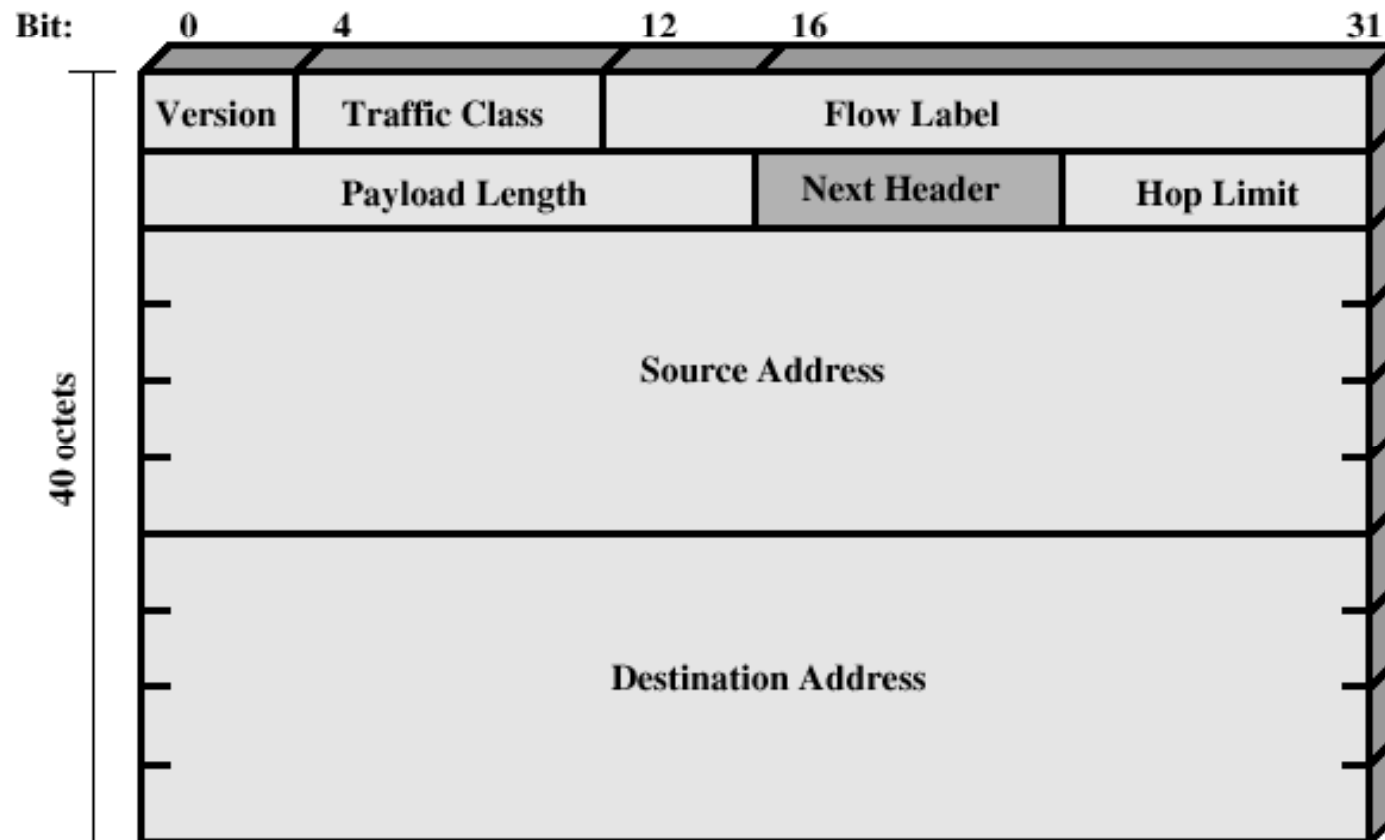 Bit: 0 4 12 16 31
Version Traffic Class Flow Label
Payload Length Next Header Hop Limit
Source Address
40 octets
Destination Address